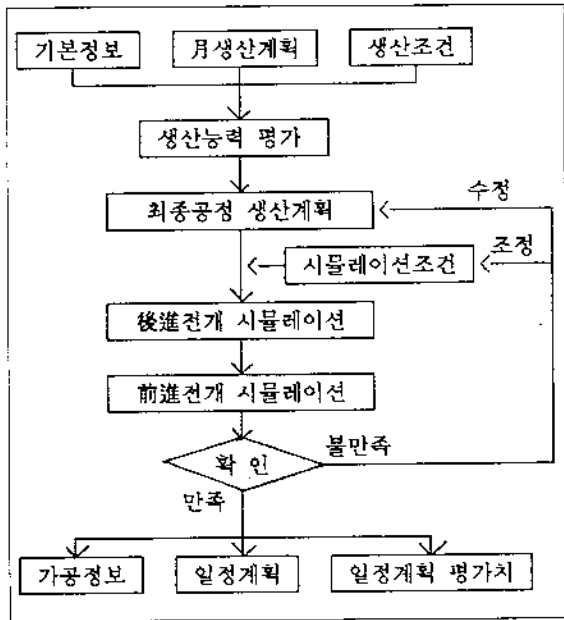 기본정보
月생산계획
생산조건
생산능력 평가
최종공정 생산계획
수정
시뮬레이션조건
조정
後進전개 시뮬레이션
前進전개 시뮬레이션
확 인
불만족
만족
가공정보
일정계획
일정계획 평가치